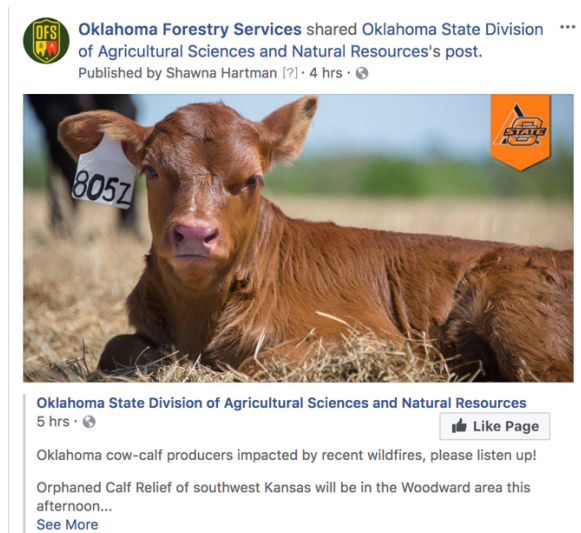 OFS
Oklahoma Forestry Services shared Oklahoma State Division
of Agricultural Sciences and Natural Resources's post.
Published by Shawna Hartman [?] · 4 hrs ·
STATE
805Z
Oklahoma State Division of Agricultural Sciences and Natural Resources
5 hrs ·
Like Page
Oklahoma cow-calf producers impacted by recent wildfires, please listen up!
Orphaned Calf Relief of southwest Kansas will be in the Woodward area this
afternoon...
See More